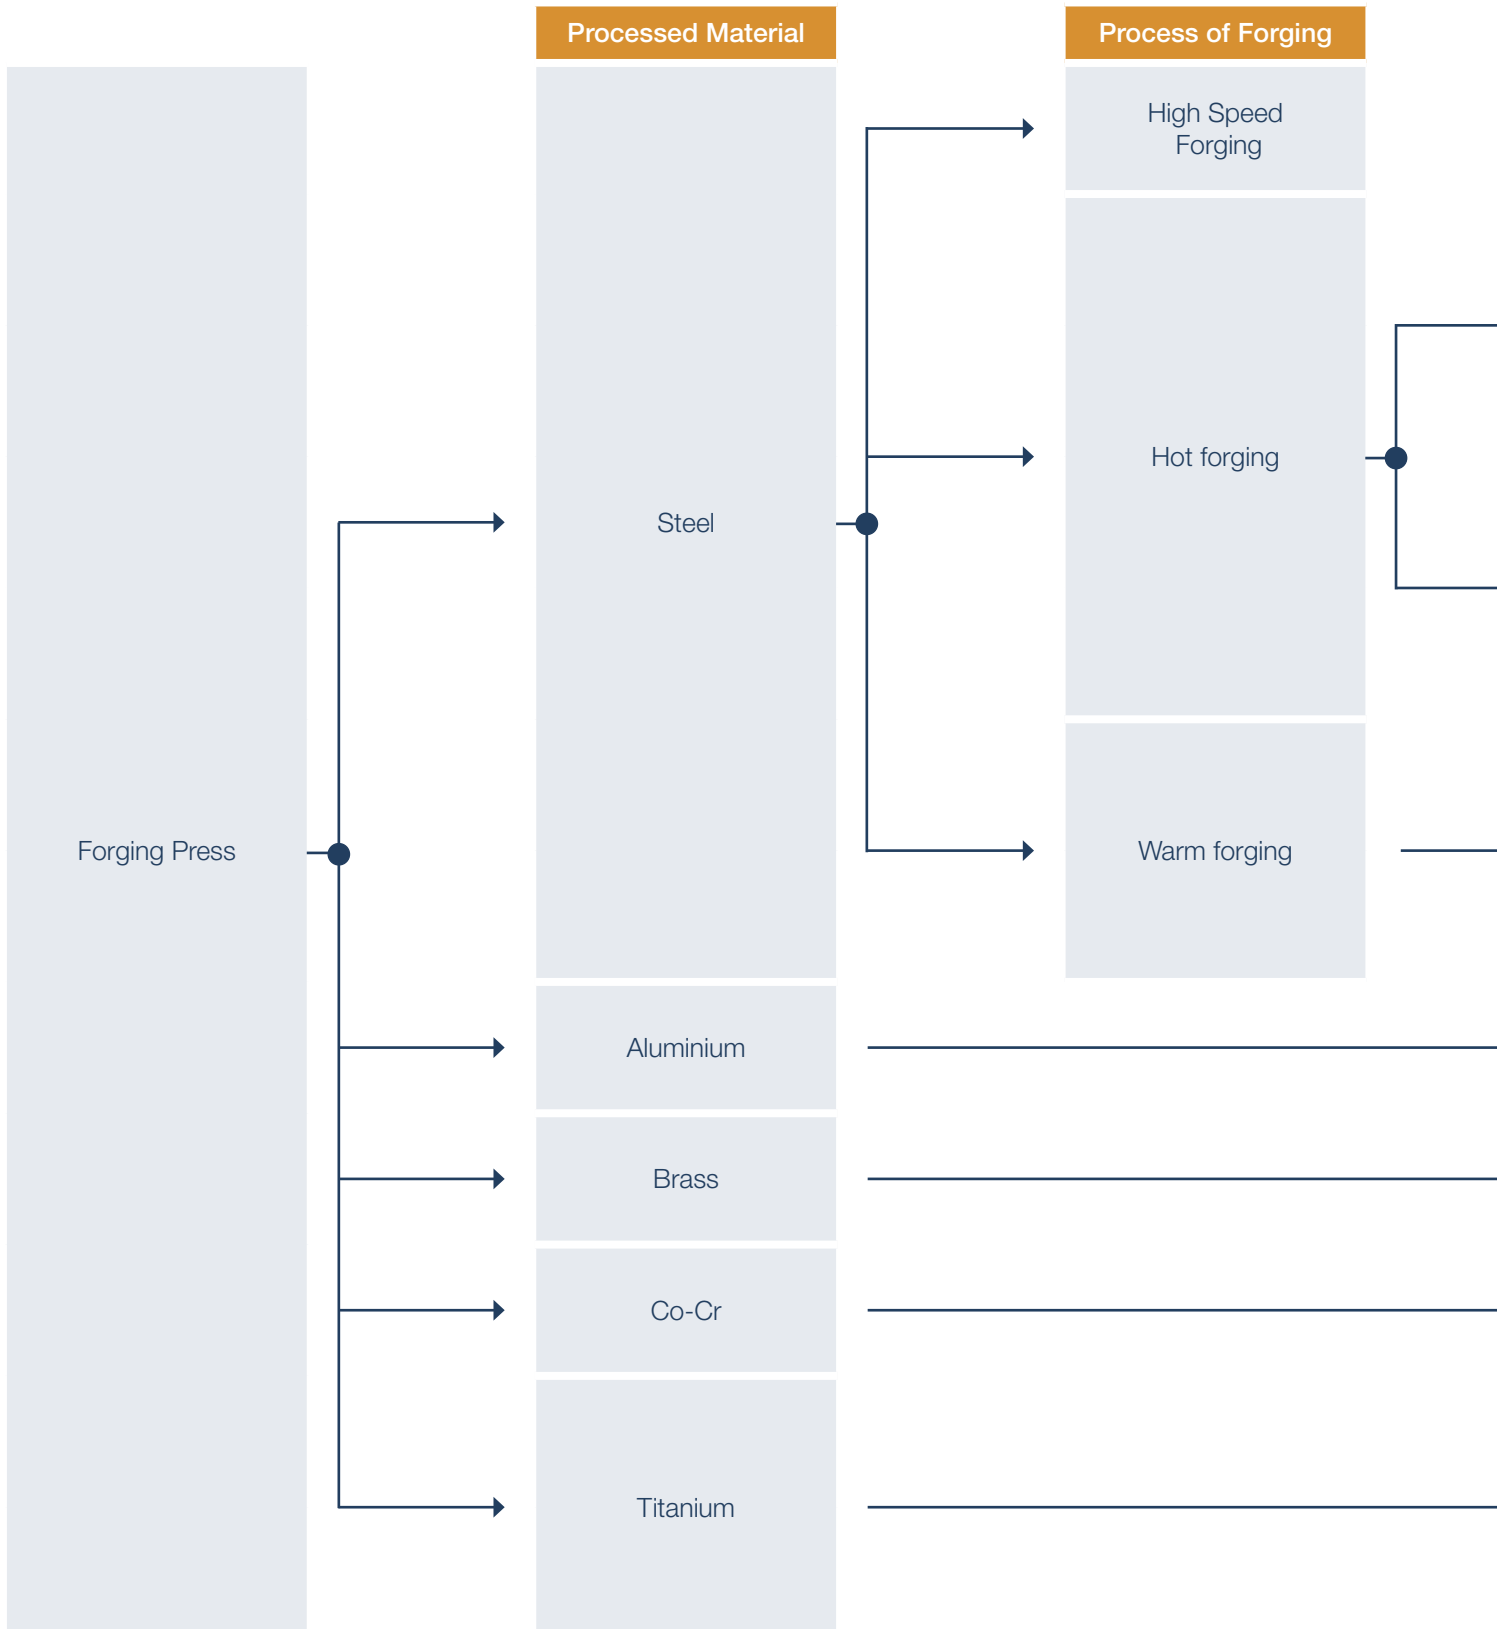 Processed Material
Process of Forging
High Speed
Forging
Hot forging
Steel
Forging Press
Warm forging
Aluminium
Brass
Co-Cr
Titanium